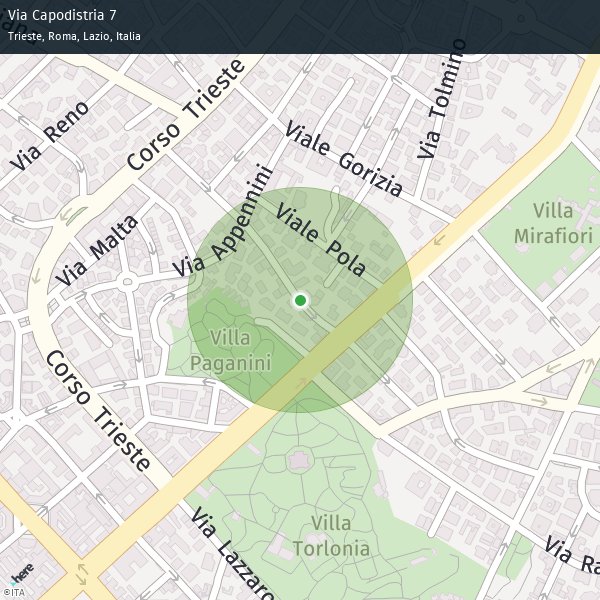 Via Capodistria 7
Trieste, Roma, Lazio, Italia
Via Reno
Corso Trieste
Via Tolmino
Viale Gorizia
Villa
Mirafiori
Via Malta
Via Appennini
Viale Pola
Villa
Paganini
Corso Trieste
Villa
Torlonia
Via Lazzaro
Via Ra
here
©ITA